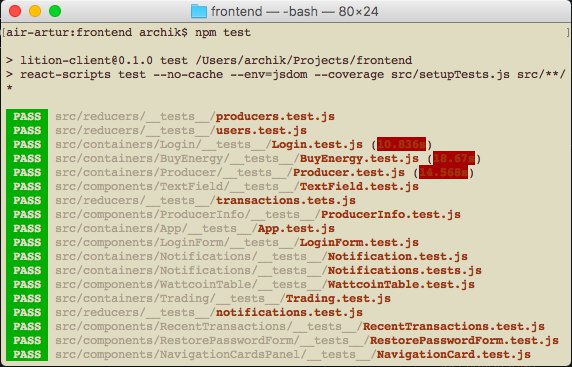 frontend — -bash — 80×24
[air-artur:frontend archik$ npm test ]
> lition-client@0.1.0 test /Users/archik/Projects/frontend
> react-scripts test --no-cache --env=jsdom --coverage src/setupTests.js src/**/
*
PASS src/reducers/__tests__/producers.test.js
PASS src/reducers/__tests__/users.test.js
PASS src/containers/Login/__tests__/Login.test.js (10.836s)
PASS src/containers/BuyEnergy/__tests__/BuyEnergy.test.js (18.67s)
PASS src/containers/Producer/__tests__/Producer.test.js (14.568s)
PASS src/components/TextField/__tests__/TextField.test.js
PASS src/reducers/__tests__/transactions.tets.js
PASS src/components/ProducerInfo/__tests__/ProducerInfo.test.js
PASS src/containers/App/__tests__/App.test.js
PASS src/components/LoginForm/__tests__/LoginForm.test.js
PASS src/containers/Notifications/__tests__/Notification.test.js
PASS src/containers/Notifications/__tests__/Notifications.tests.js
PASS src/components/WattcoinTable/__tests__/WattcoinTable.test.js
PASS src/containers/Trading/__tests__/Trading.test.js
PASS src/reducers/__tests__/notifications.test.js
PASS src/components/RecentTransactions/__tests__/RecentTransactions.test.js
PASS src/components/RestorePasswordForm/__tests__/RestorePasswordForm.test.js
PASS src/components/NavigationCardsPanel/__tests__/NavigationCard.test.js